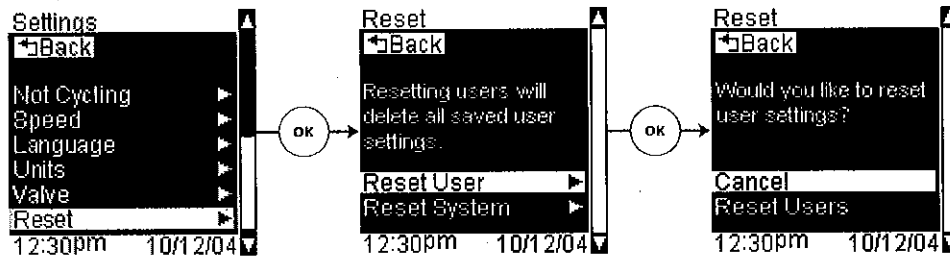 Settings
Back
Not Cycling
Speed
Language
Units
Valve
Reset
12:30pm 10/12/04
OK
Reset
Back
Resetting users will
delete all saved user
settings.
Reset User
Reset System
12:30pm 10/12/04
OK
Reset
Back
Would you like to reset
user settings?
Cancel
Reset Users
12:30pm 10/12/04